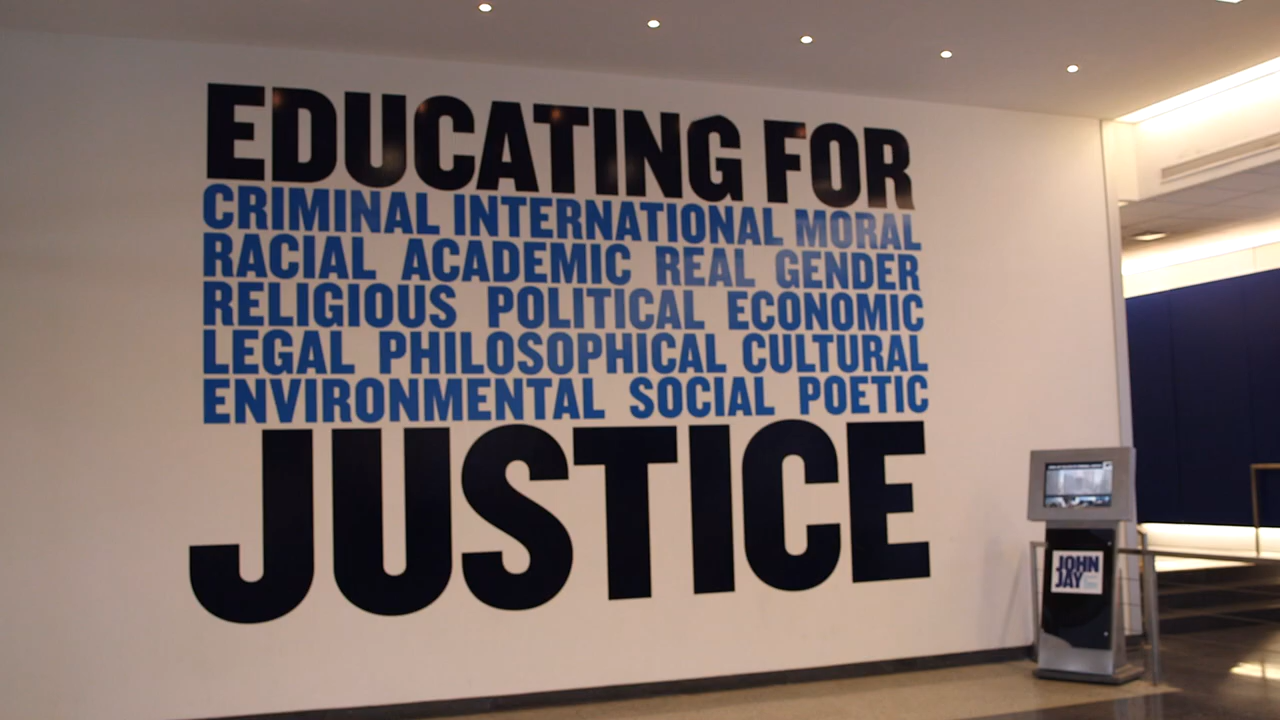 EDUCATING FOR
CRIMINAL INTERNATIONAL MORAL
RACIAL ACADEMIC REAL GENDER
RELIGIOUS POLITICAL ECONOMIC
LEGAL PHILOSOPHICAL CULTURAL
ENVIRONMENTAL SOCIAL POETIC
JUSTICE
JOHN
JAY